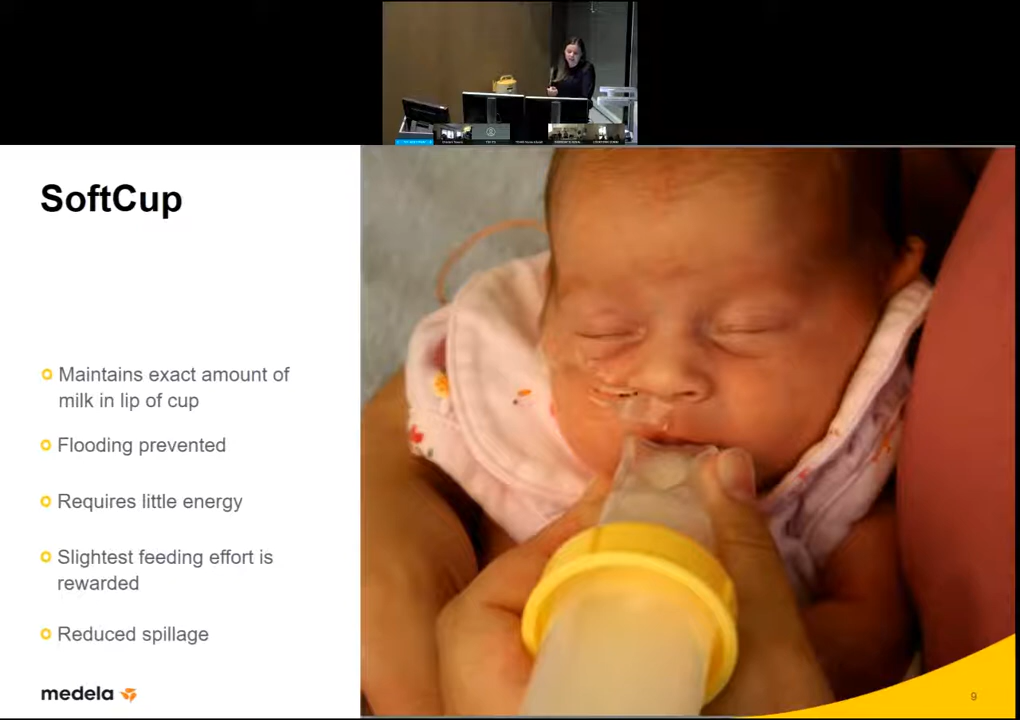 SoftCup
Maintains exact amount of
milk in lip of cup
Flooding prevented
Requires little energy
Slightest feeding effort is
rewarded
Reduced spillage
medela
9